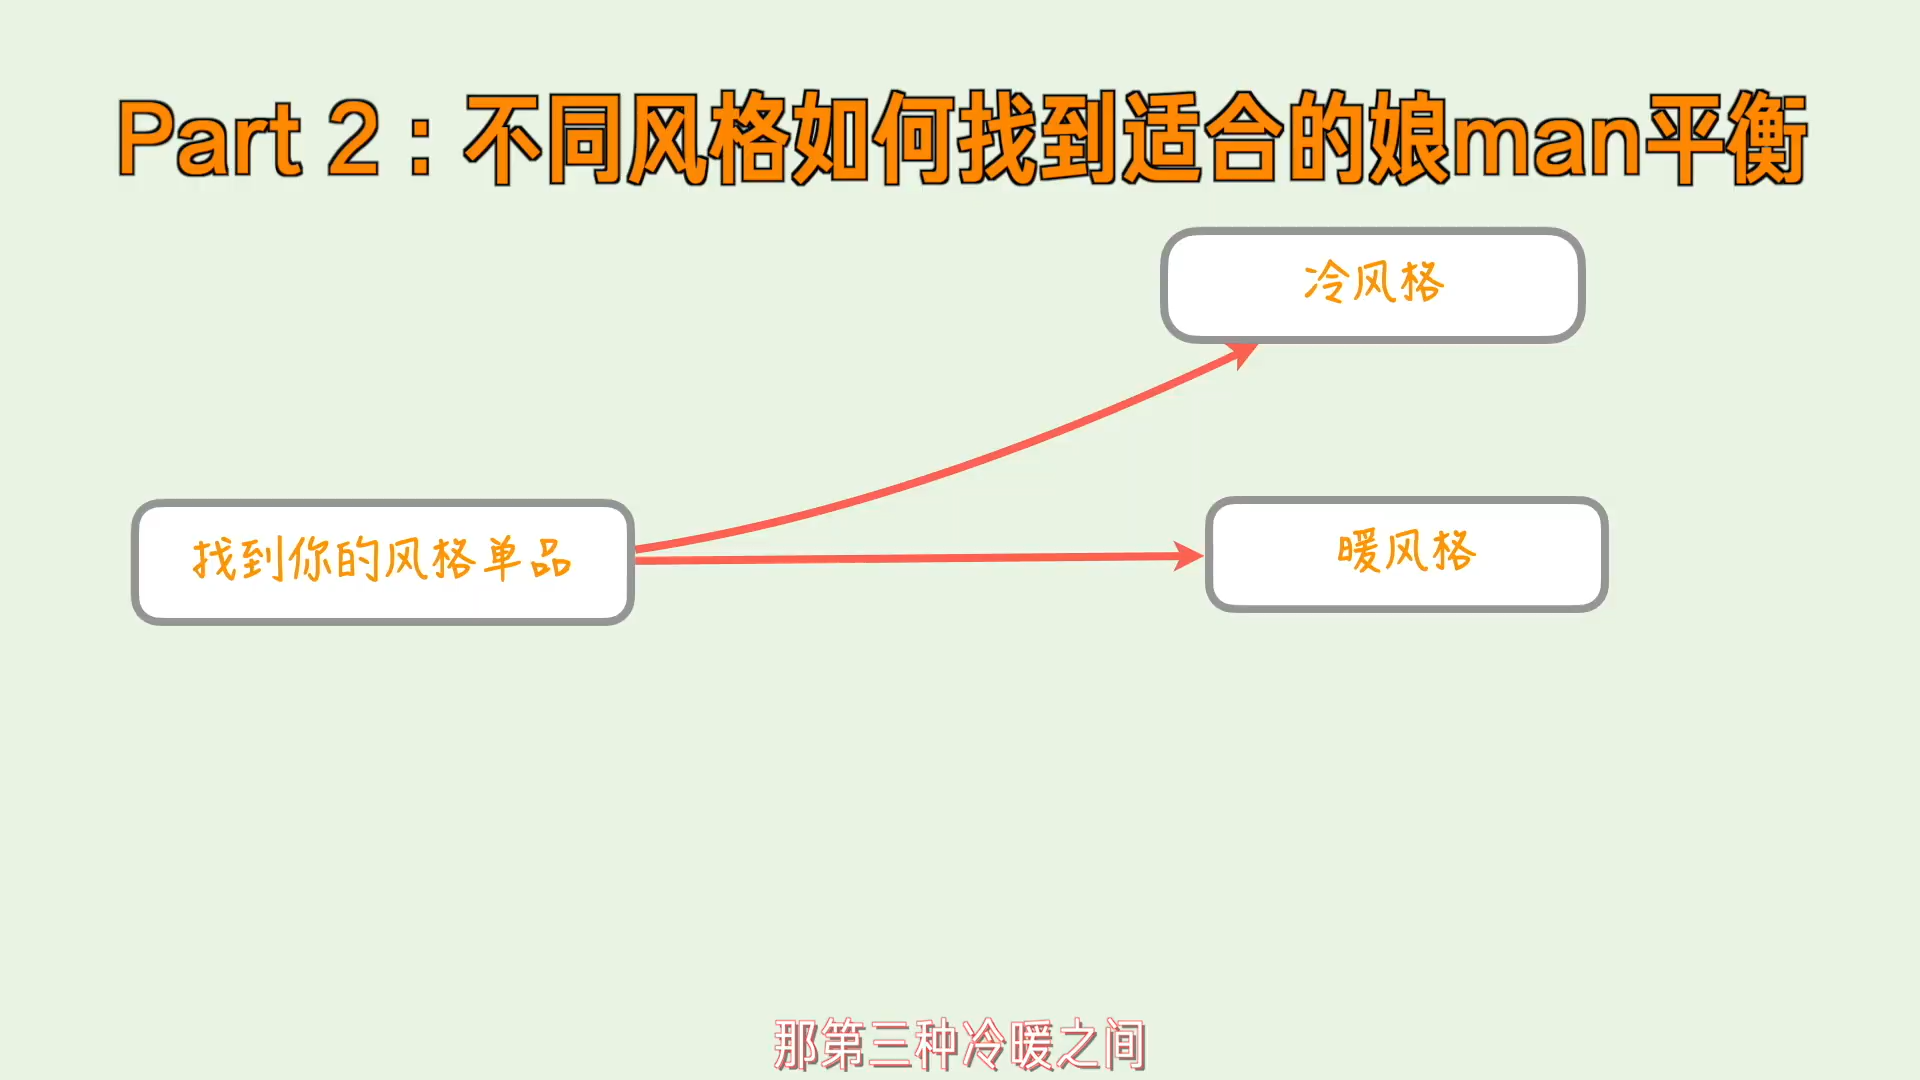 Part 2：不同风格如何找到适合的娘man平衡
冷风格
找到你的风格单品
暖风格
那第三种冷暖之间